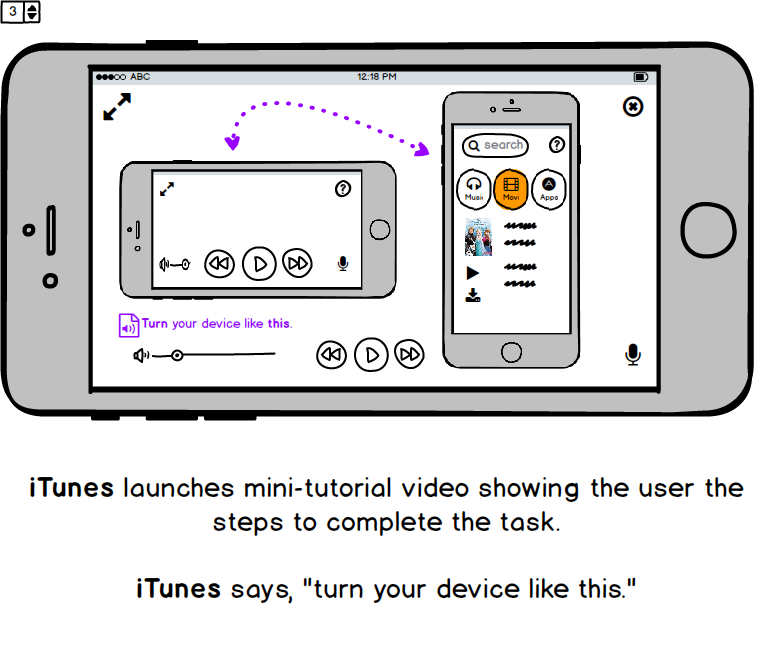 3
ABC
12:18 PM
search
?
?
Musi
Movi
Apps
Turn your device like this.
iTunes launches mini-tutorial video showing the user the
steps to complete the task.
iTunes says, "turn your device like this."